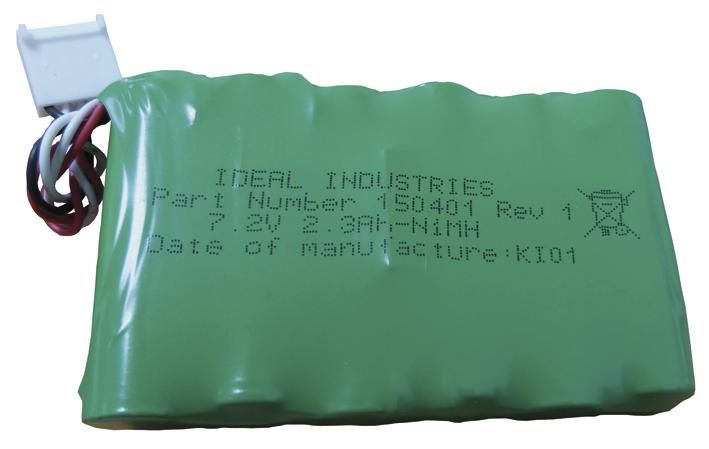 IDEAL INDUSTRIES
Part Number 150401 Rev 1
7.2V 2.3Ah-NiMH
Date of manufacture:KI01